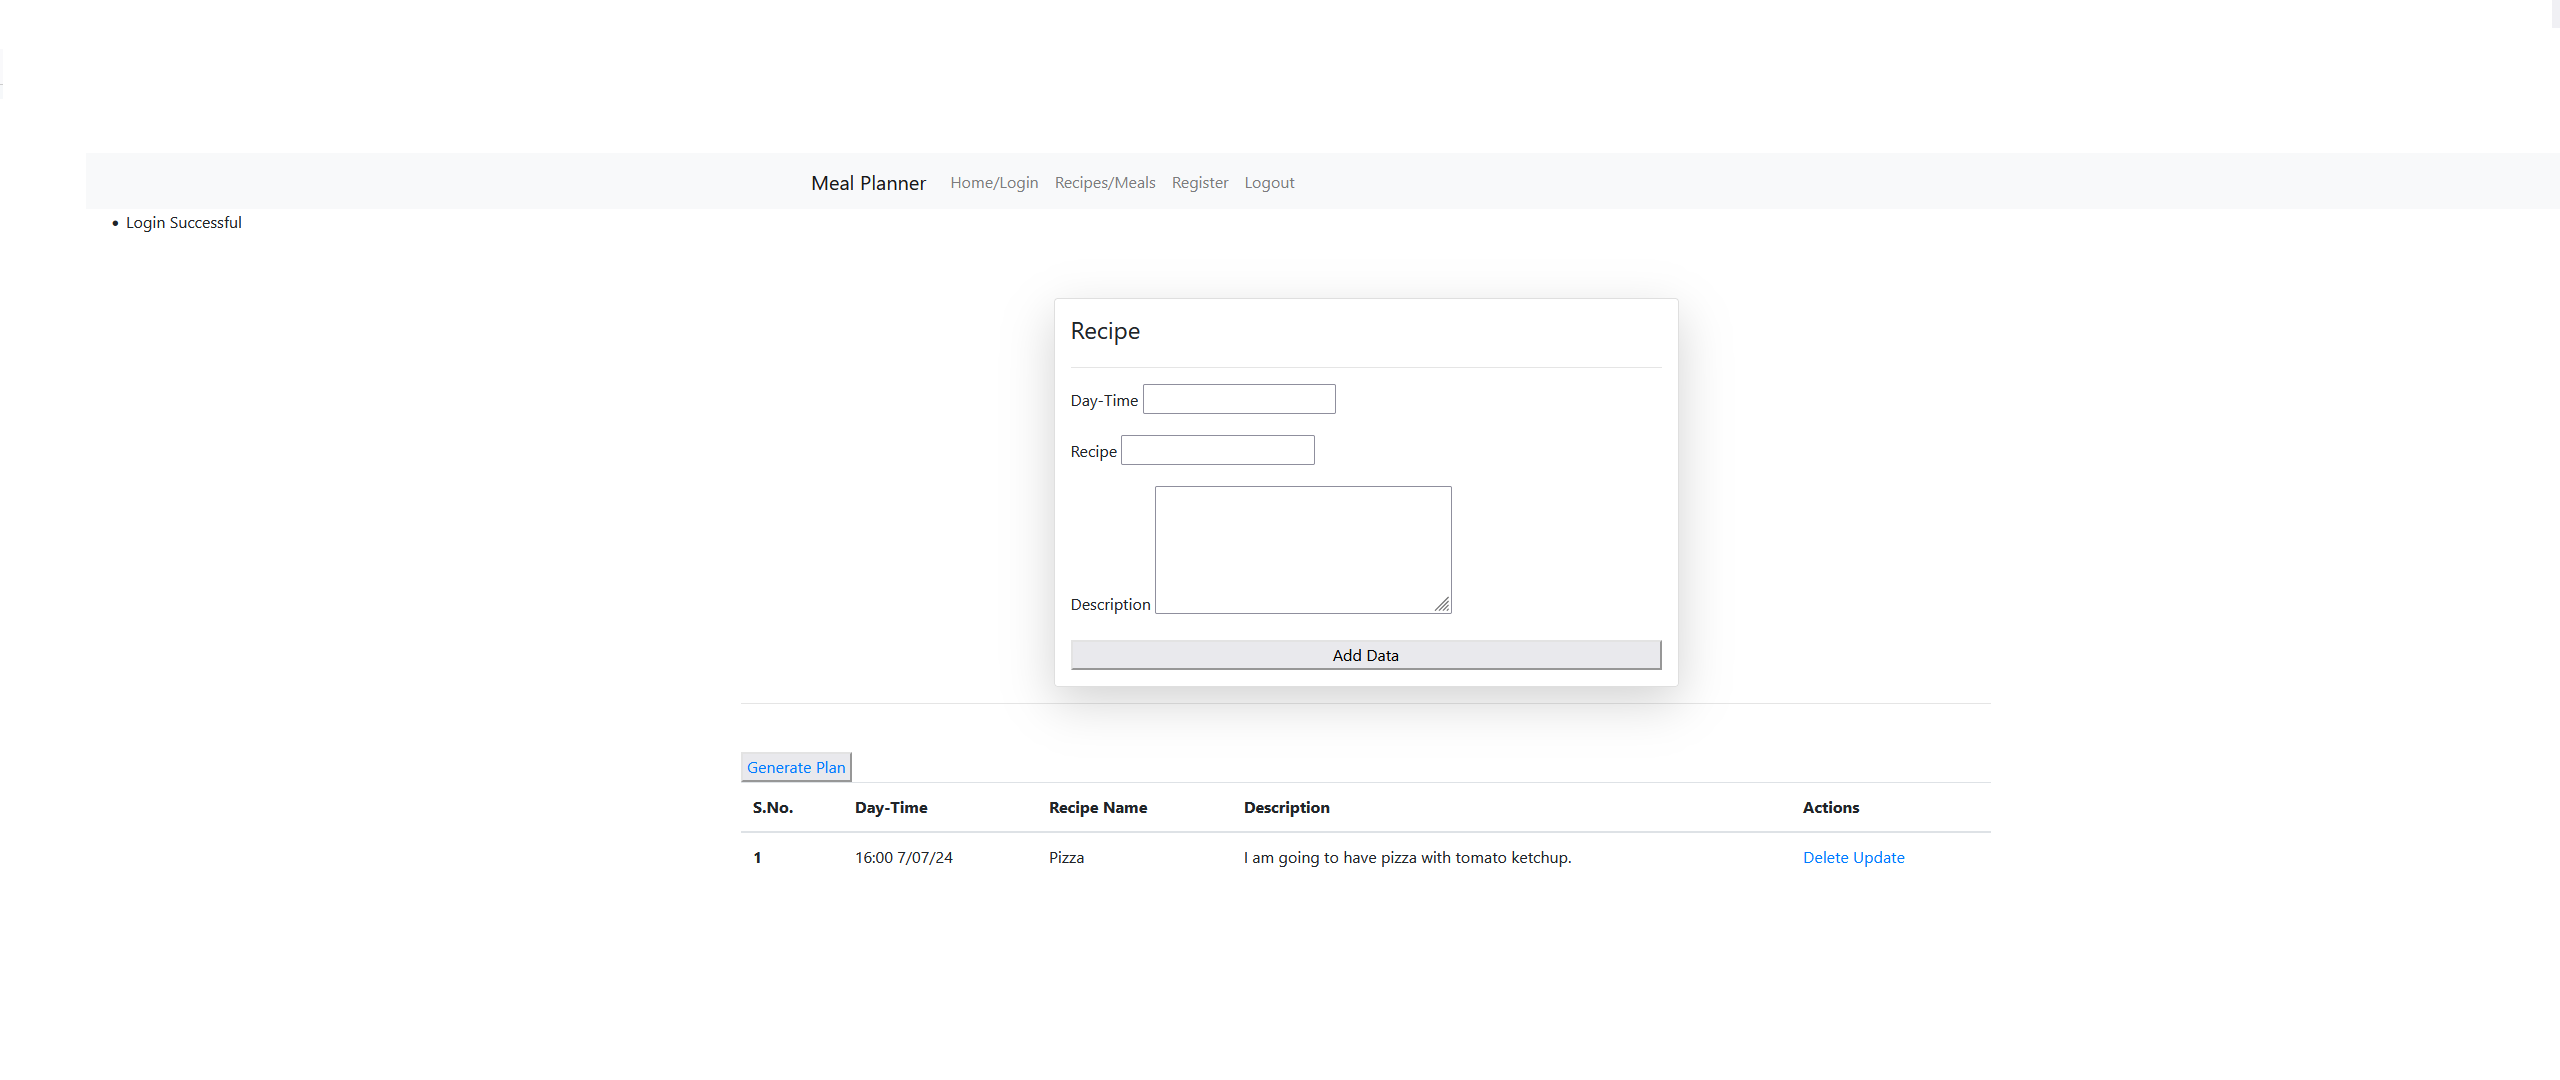 Meal Planner Home/Login Recipes/Meals Register Logout
• Login Successful
Recipe
Day-Time
Recipe
Description
Add Data
Generate Plan
S.No. Day-Time Recipe Name Description Actions
1 16:00 7/07/24 Pizza I am going to have pizza with tomato ketchup. Delete Update